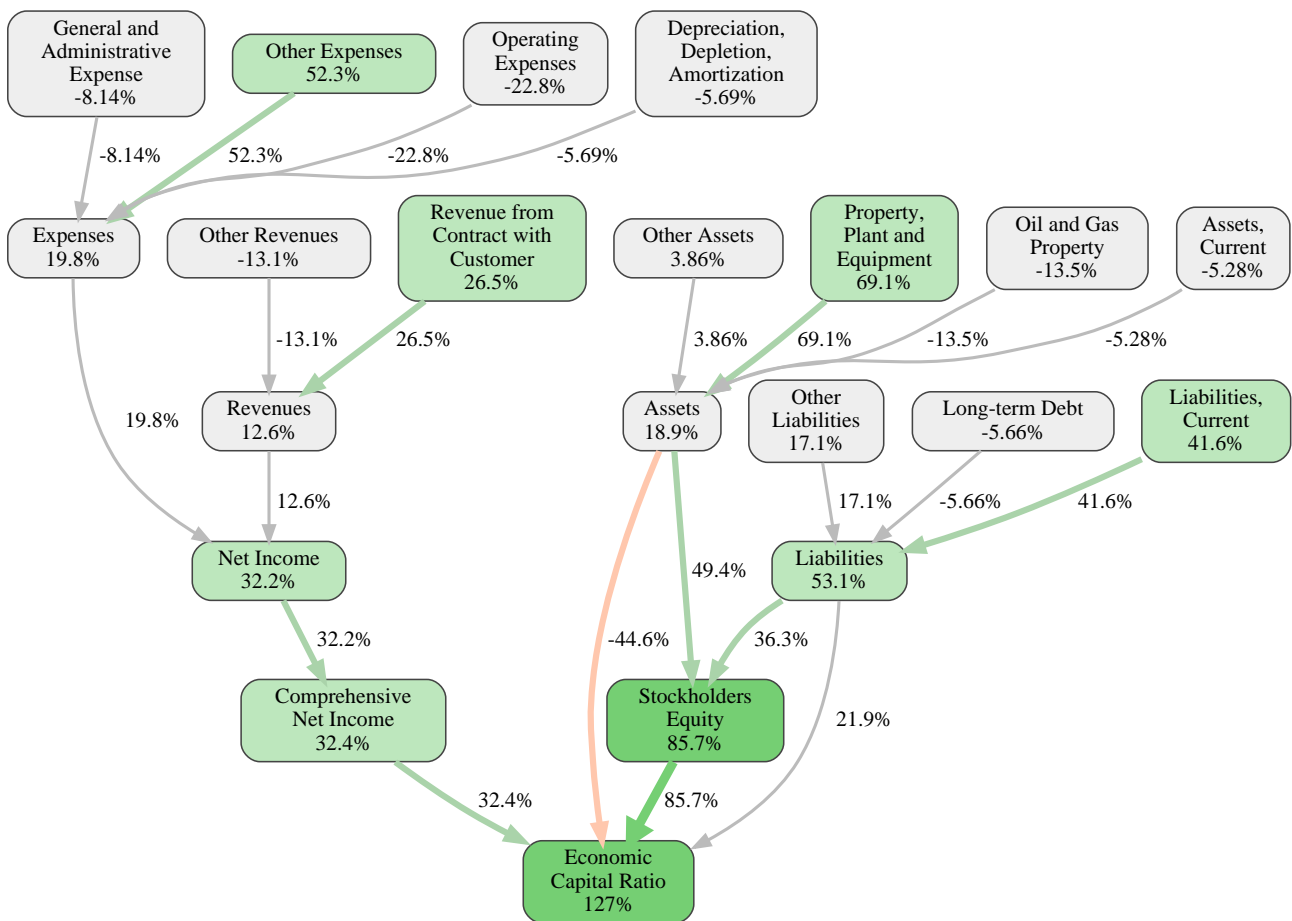 General and
Administrative
Expense
-8.14%
Other Expenses
52.3%
Operating
Expenses
-22.8%
Depreciation,
Depletion,
Amortization
-5.69%
-8.14%
52.3%
-22.8%
-5.69%
Expenses
19.8%
Other Revenues
-13.1%
Revenue from
Contract with
Customer
26.5%
Other Assets
3.86%
Property,
Plant and
Equipment
69.1%
Oil and Gas
Property
-13.5%
Assets,
Current
-5.28%
-13.1%
26.5%
3.86%
69.1%
-13.5%
-5.28%
19.8%
Revenues
12.6%
Assets
18.9%
Other
Liabilities
17.1%
Long-term Debt
-5.66%
Liabilities,
Current
41.6%
12.6%
17.1%
-5.66%
41.6%
Net Income
32.2%
49.4%
Liabilities
53.1%
32.2%
-44.6%
36.3%
Comprehensive
Net Income
32.4%
Stockholders
Equity
85.7%
21.9%
32.4%
85.7%
Economic
Capital Ratio
127%